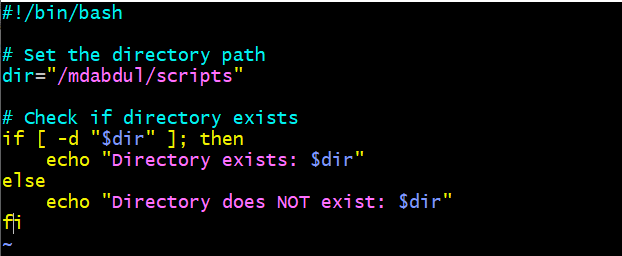 #!/bin/bash

# Set the directory path
dir="/mdabdul/scripts"

# Check if directory exists
if [ -d "$dir" ]; then
    echo "Directory exists: $dir"
else
    echo "Directory does NOT exist: $dir"
fi
~